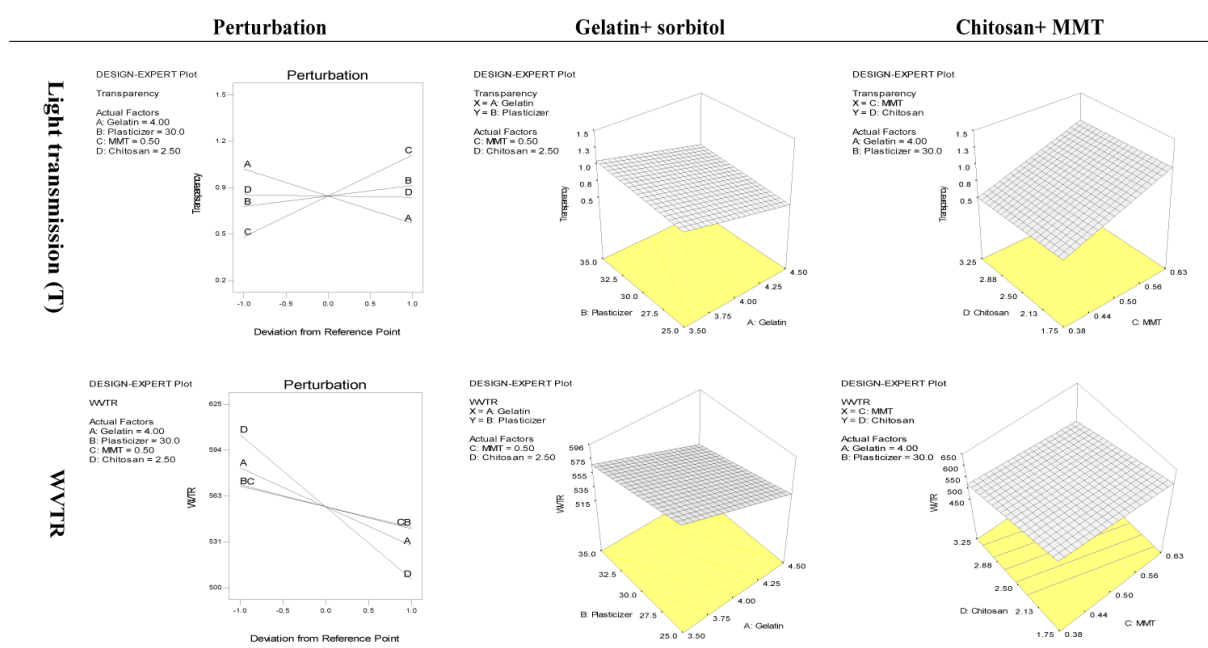 Perturbation
Gelatin+ sorbitol
Chitosan+ MMT
Light transmission (T)
DESIGN-EXPERT Plot
Transparency
Actual Factors
A: Gelatin = 4.00
B: Plasticizer = 30.0
C: MMT = 0.50
D: Chitosan = 2.50
Perturbation
1.5
1.2
0.9
0.5
0.2
Transparency
A
D
B
C
C
B
D
A
-1.0
-0.5
0.0
0.5
1.0
Deviation from Reference Point
DESIGN-EXPERT Plot
Transparency
X = A: Gelatin
Y = B: Plasticizer
Actual Factors
C: MMT = 0.50
D: Chitosan = 2.50
1.5
1.3
1.0
0.8
0.5
Transparency
35.0
32.5
30.0
27.5
25.0
B: Plasticizer
3.50
3.75
4.00
4.25
4.50
A: Gelatin
DESIGN-EXPERT Plot
Transparency
X = C: MMT
Y = D: Chitosan
Actual Factors
A: Gelatin = 4.00
B: Plasticizer = 30.0
1.5
1.3
1.0
0.8
0.5
Transparency
3.25
2.88
2.50
2.13
1.75
D: Chitosan
0.38
0.44
0.50
0.56
0.63
C: MMT
WVTR
DESIGN-EXPERT Plot
WVTR
Actual Factors
A: Gelatin = 4.00
B: Plasticizer = 30.0
C: MMT = 0.50
D: Chitosan = 2.50
Perturbation
625
594
563
531
500
WVTR
D
A
BC
CB
A
D
-1.0
-0.5
0.0
0.5
1.0
Deviation from Reference Point
DESIGN-EXPERT Plot
WVTR
X = A: Gelatin
Y = B: Plasticizer
Actual Factors
C: MMT = 0.50
D: Chitosan = 2.50
596
575
555
535
515
WVTR
35.0
32.5
30.0
27.5
25.0
B: Plasticizer
3.50
3.75
4.00
4.25
4.50
A: Gelatin
DESIGN-EXPERT Plot
WVTR
X = C: MMT
Y = D: Chitosan
Actual Factors
A: Gelatin = 4.00
B: Plasticizer = 30.0
650
600
550
500
450
WVTR
3.25
2.88
2.50
2.13
1.75
D: Chitosan
0.38
0.44
0.50
0.56
0.63
C: MMT